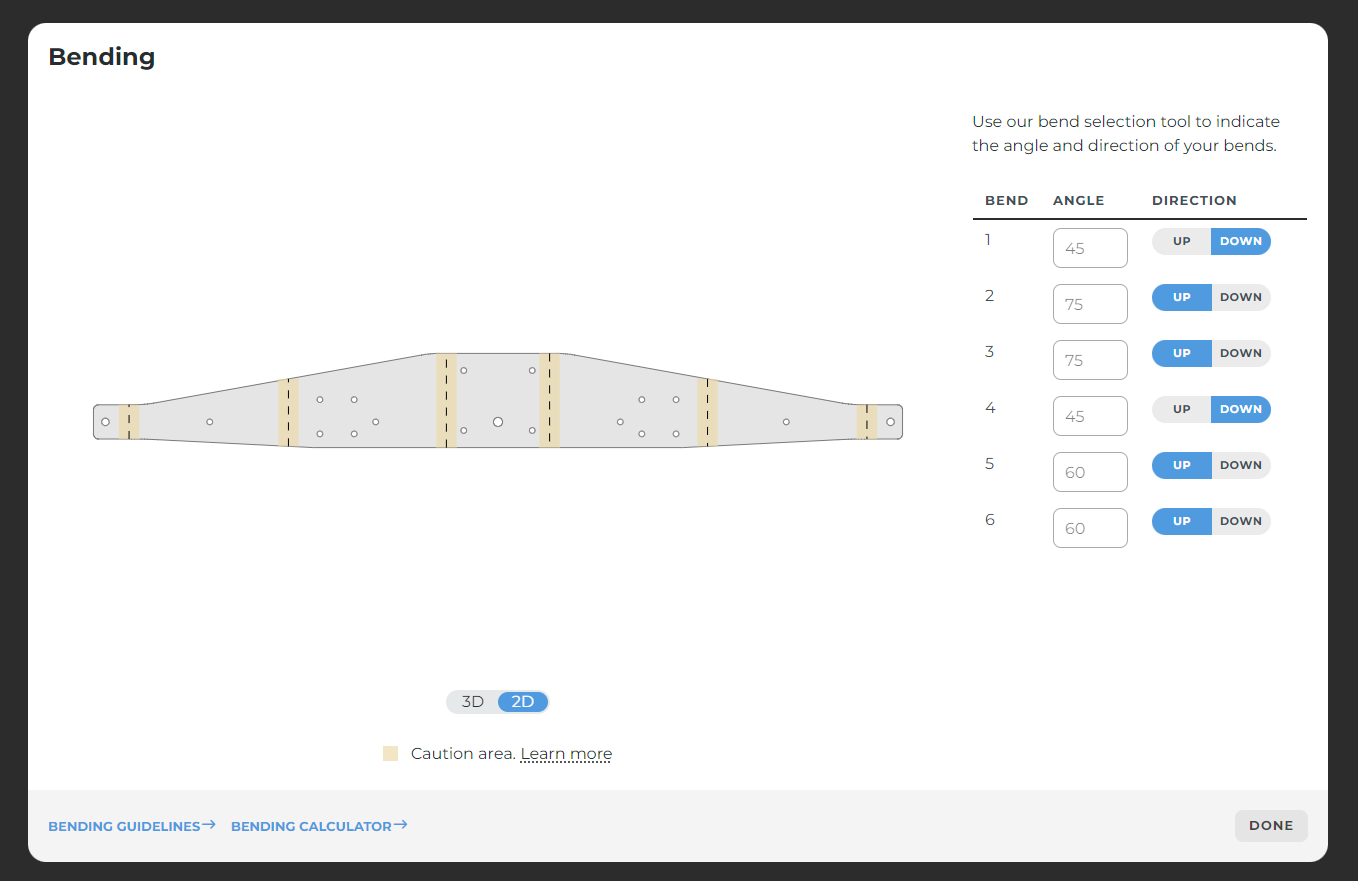 Bending
Use our bend selection tool to indicate
the angle and direction of your bends.
BEND ANGLE DIRECTION
1 45 UP DOWN
2 75 UP DOWN
3 75 UP DOWN
4 45 UP DOWN
5 60 UP DOWN
6 60 UP DOWN
3D 2D
Caution area. Learn more
BENDING GUIDELINES→ BENDING CALCULATOR→ DONE